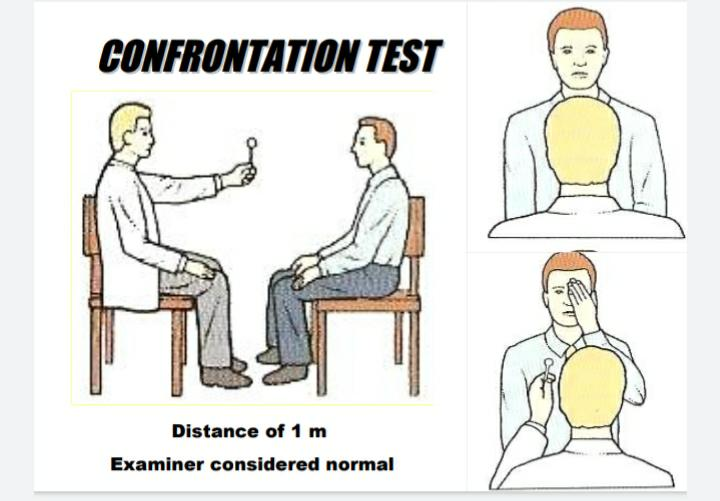 CONFRONTATION TEST
Distance of 1 m
Examiner considered normal